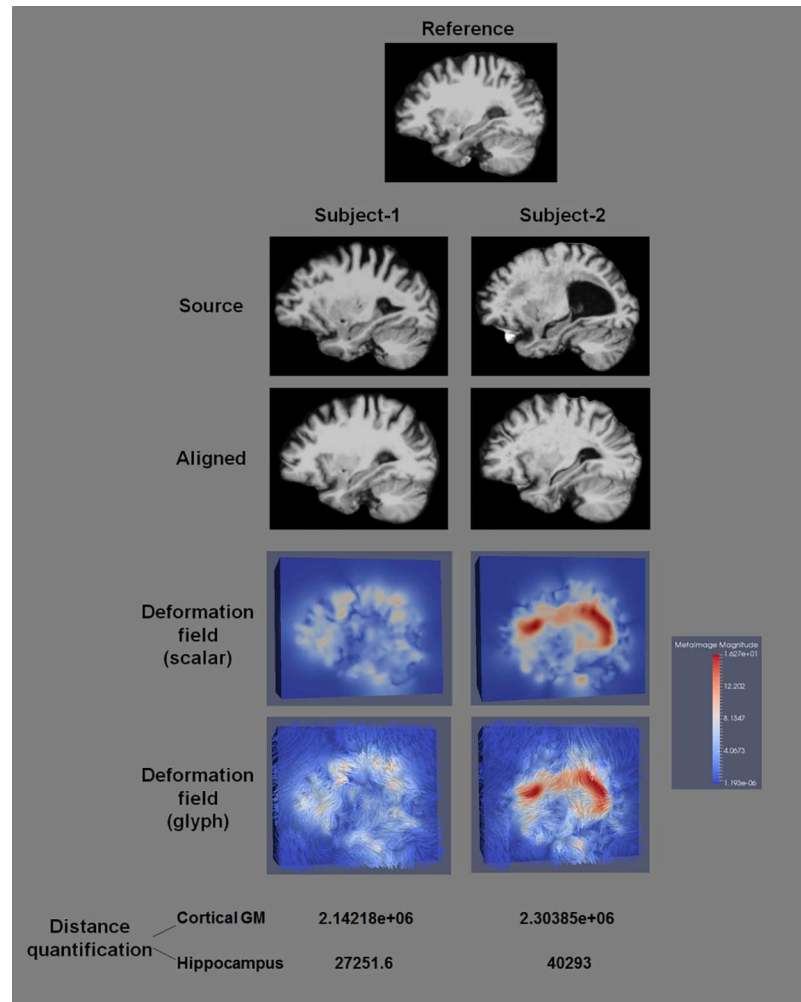 Reference
Subject-1 Subject-2
Source
Aligned
Deformation
field
(scalar)
MetaImage Magnitude
1.627e+01
12.202
8.1347
4.0673
1.193e-06
Deformation
field
(glyph)
Distance
quantification
Cortical GM 2.14218e+06 2.30385e+06
Hippocampus 27251.6 40293